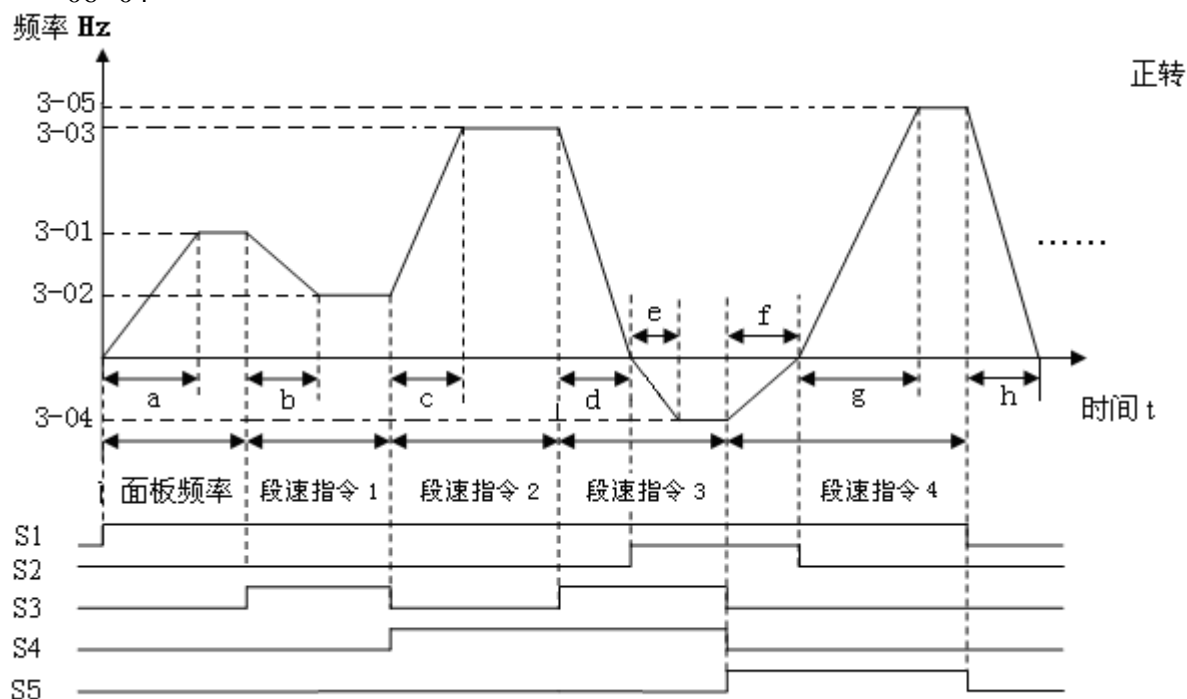 频率 Hz
正转
3-05
3-03
3-01
......
3-02
e
f
a
b
c
d
g
h
3-04
时间 t
面板频率
段速指令 1
段速指令 2
段速指令 3
段速指令 4
S1
S2
S3
S4
S5